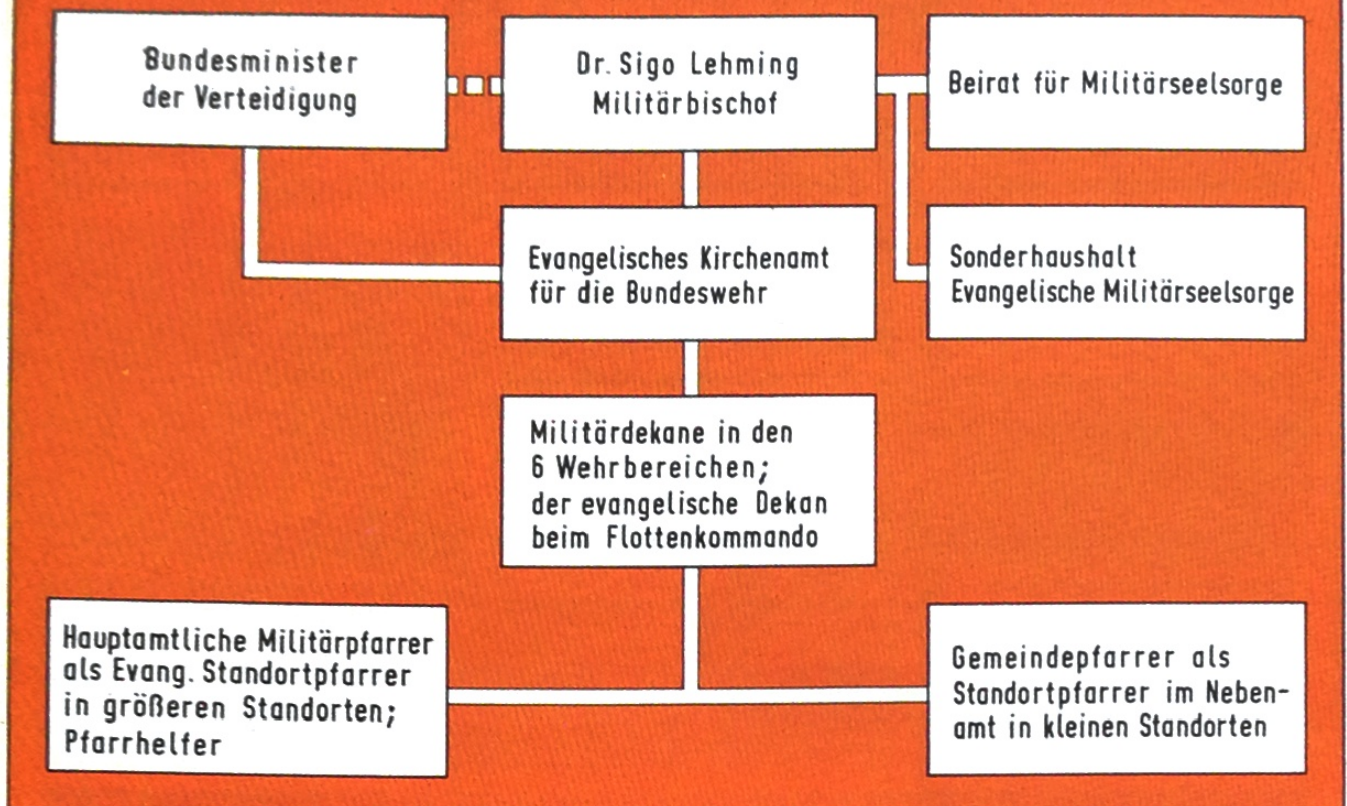 Bundesminister
der Verteidigung
Dr. Sigo Lehming
Militärbischof
Beirat für Militärseelsorge
Evangelisches Kirchenamt
für die Bundeswehr
Sonderhaushalt
Evangelische Militärseelsorge
Militärdekane in den
6 Wehrbereichen;
der evangelische Dekan
beim Flottenkommando
Hauptamtliche Militärpfarrer
als Evang. Standortpfarrer
in größeren Standorten;
Pfarrhelfer
Gemeindepfarrer als
Standortpfarrer im Neben-
amt in kleinen Standorten